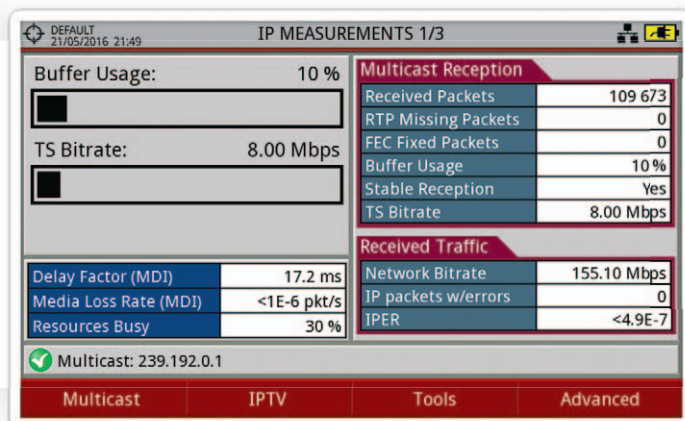 DEFAULT
21/05/2016 21:49
IP MEASUREMENTS 1/3
Buffer Usage: 10 %
TS Bitrate: 8.00 Mbps
Delay Factor (MDI) 17.2 ms
Media Loss Rate (MDI) <1E-6 pkt/s
Resources Busy 30 %
Multicast Reception
Received Packets 109 673
RTP Missing Packets 0
FEC Fixed Packets 0
Buffer Usage 10 %
Stable Reception Yes
TS Bitrate 8.00 Mbps
Received Traffic
Network Bitrate 155.10 Mbps
IP packets w/errors 0
IPER <4.9E-7
Multicast: 239.192.0.1
Multicast IPTV Tools Advanced